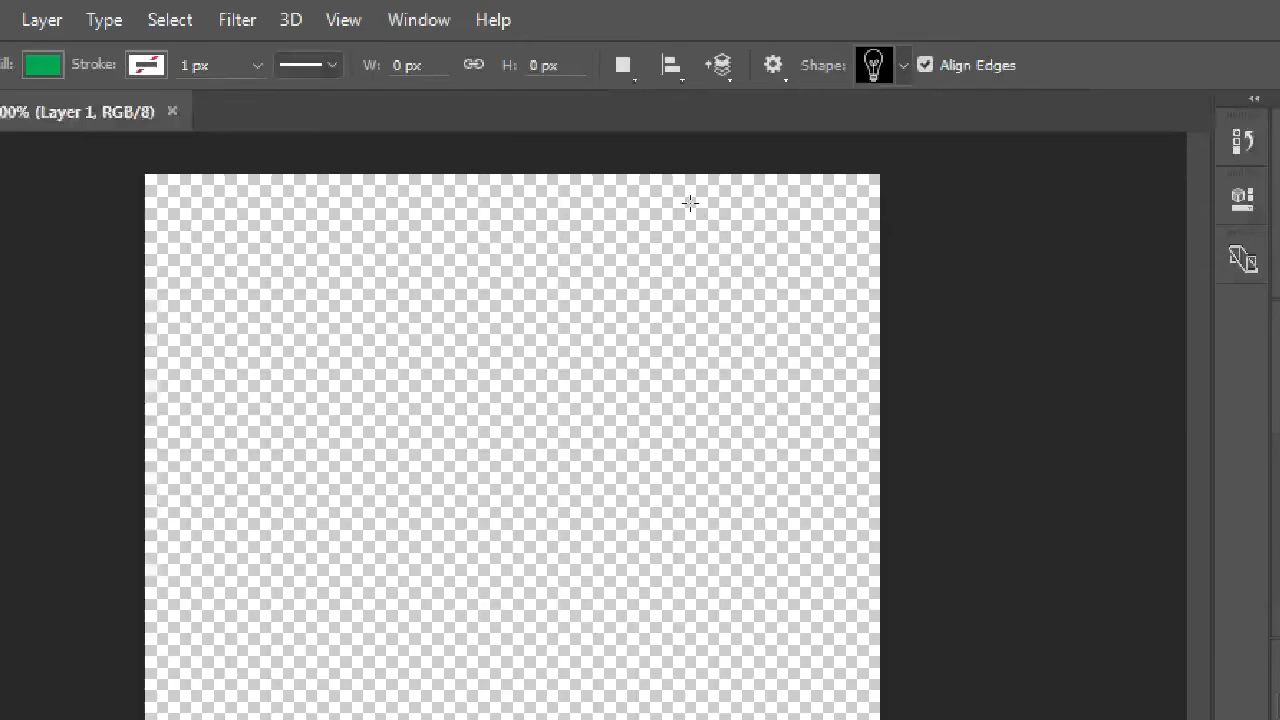 Layer Type Select Filter 3D View Window Help
ll: Stroke: 1 px W: 0 px H: 0 px Shape: Align Edges
00% (Layer 1, RGB/8) ×